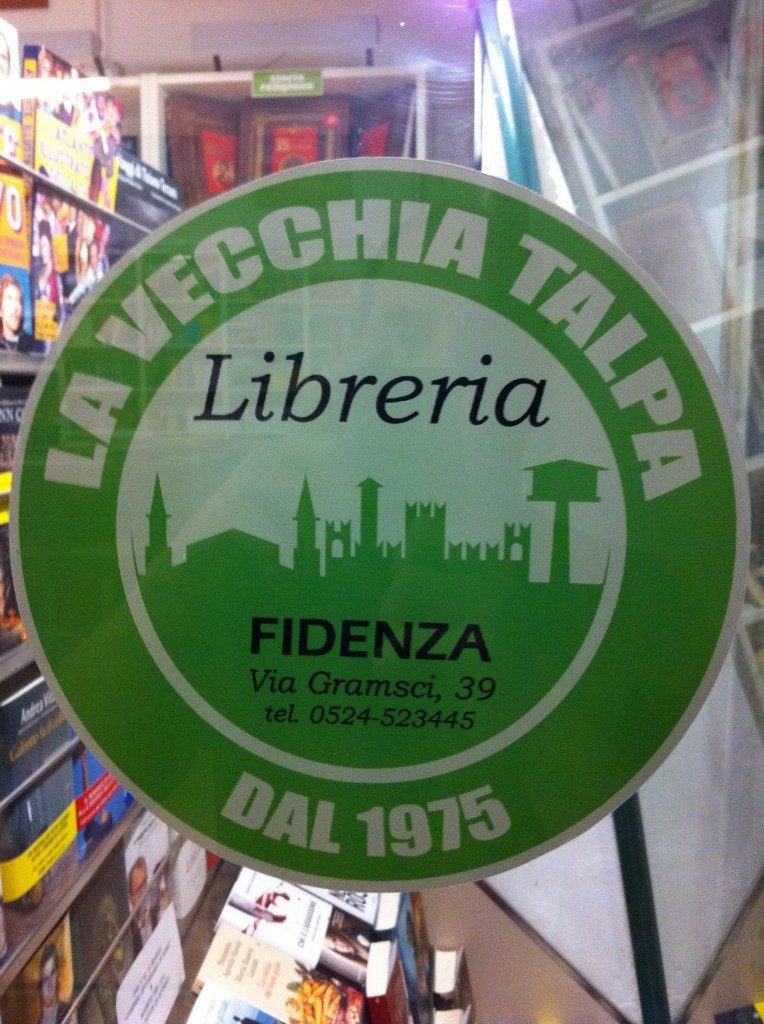 LA VECCHIA TALPA
Libreria
FIDENZA
Via Gramsci, 39
tel. 0524-523445
DAL 1975